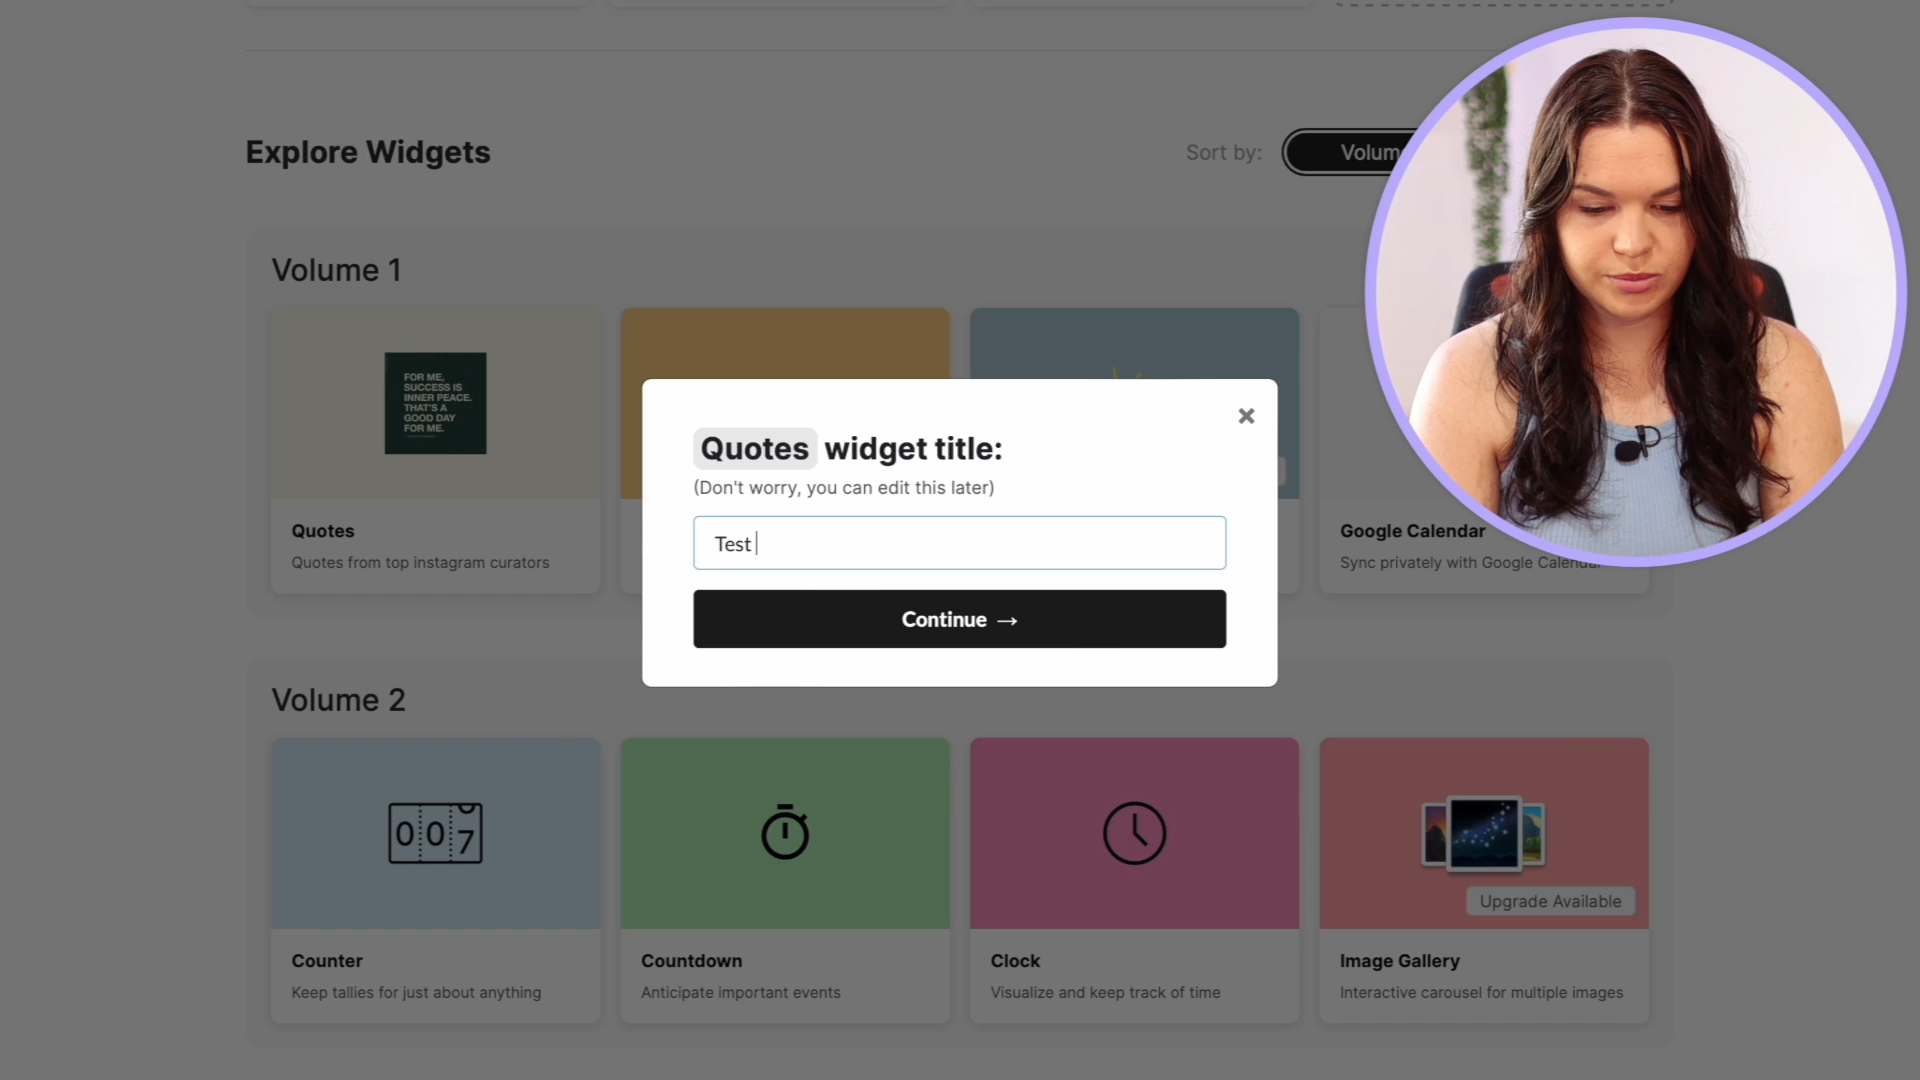 Explore Widgets
Sort by:
Volume
Volume 1
FOR ME,
SUCCESS IS
INNER PEACE.
THAT'S A
GOOD DAY
FOR ME.
Quotes widget title:
(Don't worry, you can edit this later)
Test
Continue →
Quotes
Quotes from top instagram curators
Google Calendar
Sync privately with Google Calendar
Volume 2
007
Upgrade Available
Counter
Keep tallies for just about anything
Countdown
Anticipate important events
Clock
Visualize and keep track of time
Image Gallery
Interactive carousel for multiple images